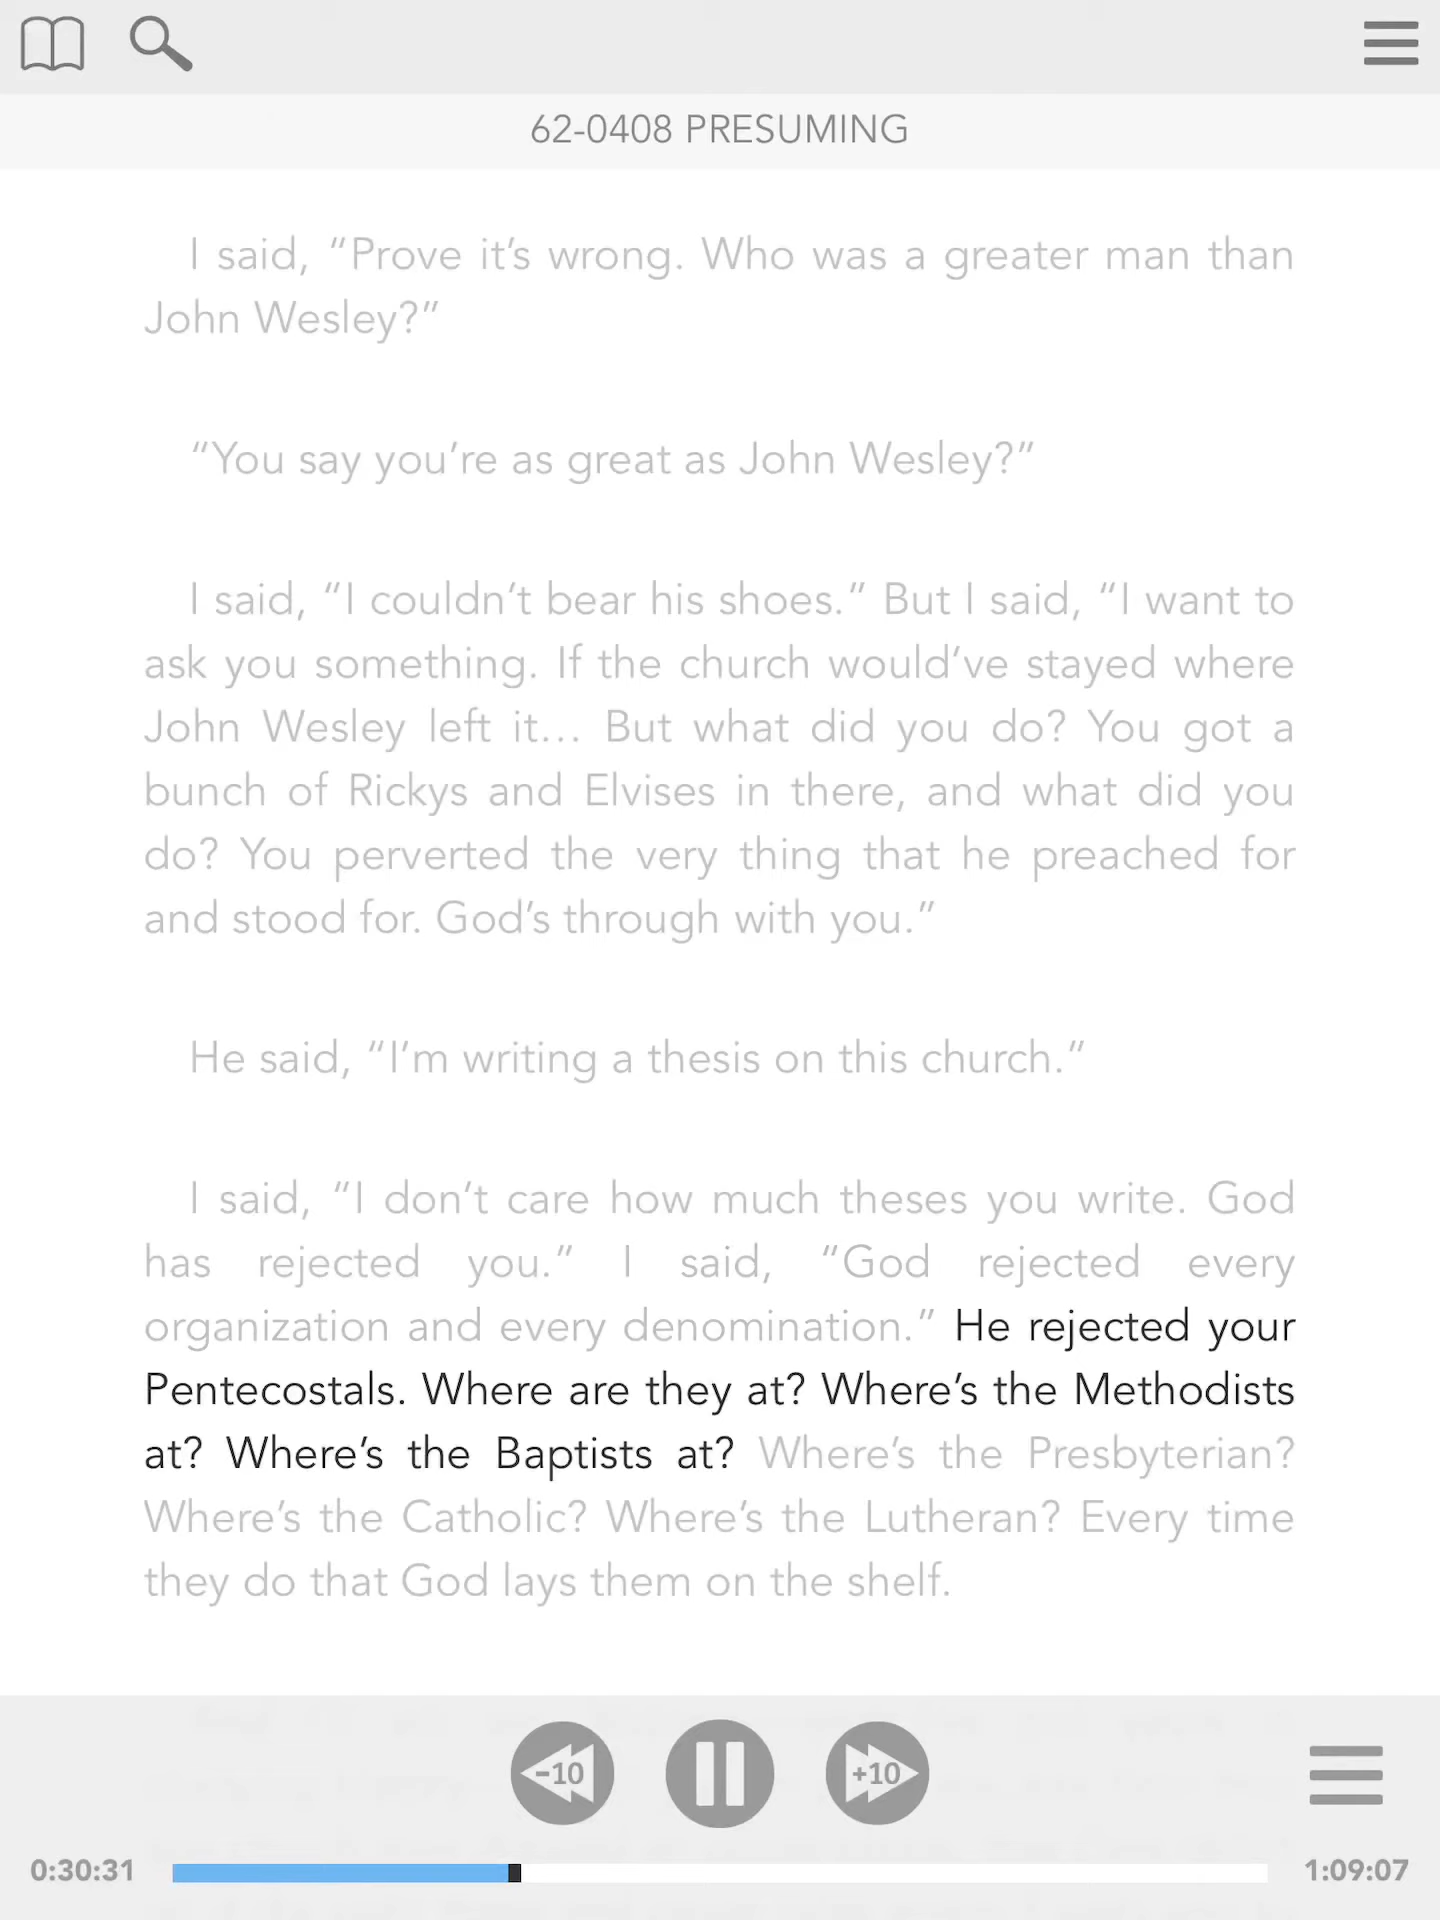 62-0408 PRESUMING
I said, “Prove it’s wrong. Who was a greater man than
John Wesley?”
“You say you’re as great as John Wesley?”
I said, “I couldn’t bear his shoes.” But I said, “I want to
ask you something. If the church would’ve stayed where
John Wesley left it… But what did you do? You got a
bunch of Rickys and Elvises in there, and what did you
do? You perverted the very thing that he preached for
and stood for. God’s through with you.”
He said, “I’m writing a thesis on this church.”
I said, “I don’t care how much theses you write. God
has rejected you.” I said, “God rejected every
organization and every denomination.” He rejected your
Pentecostals. Where are they at? Where’s the Methodists
at? Where’s the Baptists at? Where’s the Presbyterian?
Where’s the Catholic? Where’s the Lutheran? Every time
they do that God lays them on the shelf.
-10 +10
0:30:31 1:09:07